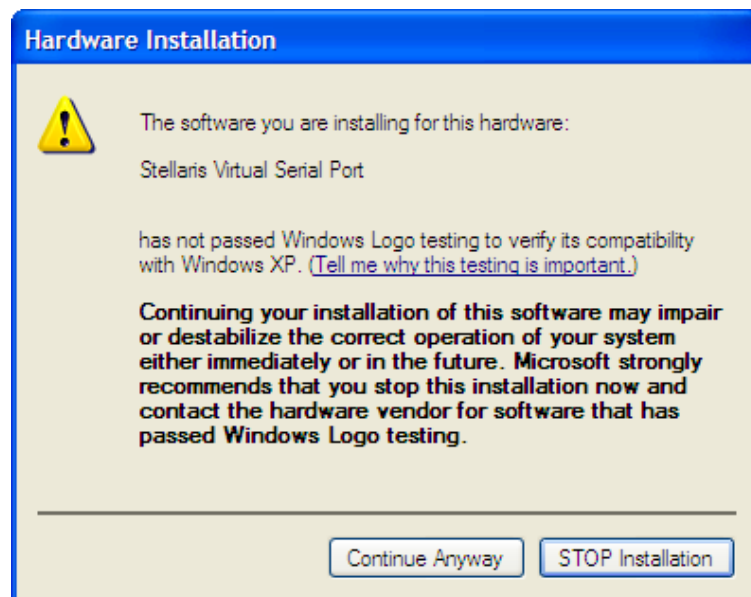 Hardware Installation
The software you are installing for this hardware:
Stellaris Virtual Serial Port
has not passed Windows Logo testing to verify its compatibility
with Windows XP. (Tell me why this testing is important.)
Continuing your installation of this software may impair
or destabilize the correct operation of your system
either immediately or in the future. Microsoft strongly
recommends that you stop this installation now and
contact the hardware vendor for software that has
passed Windows Logo testing.
Continue Anyway STOP Installation